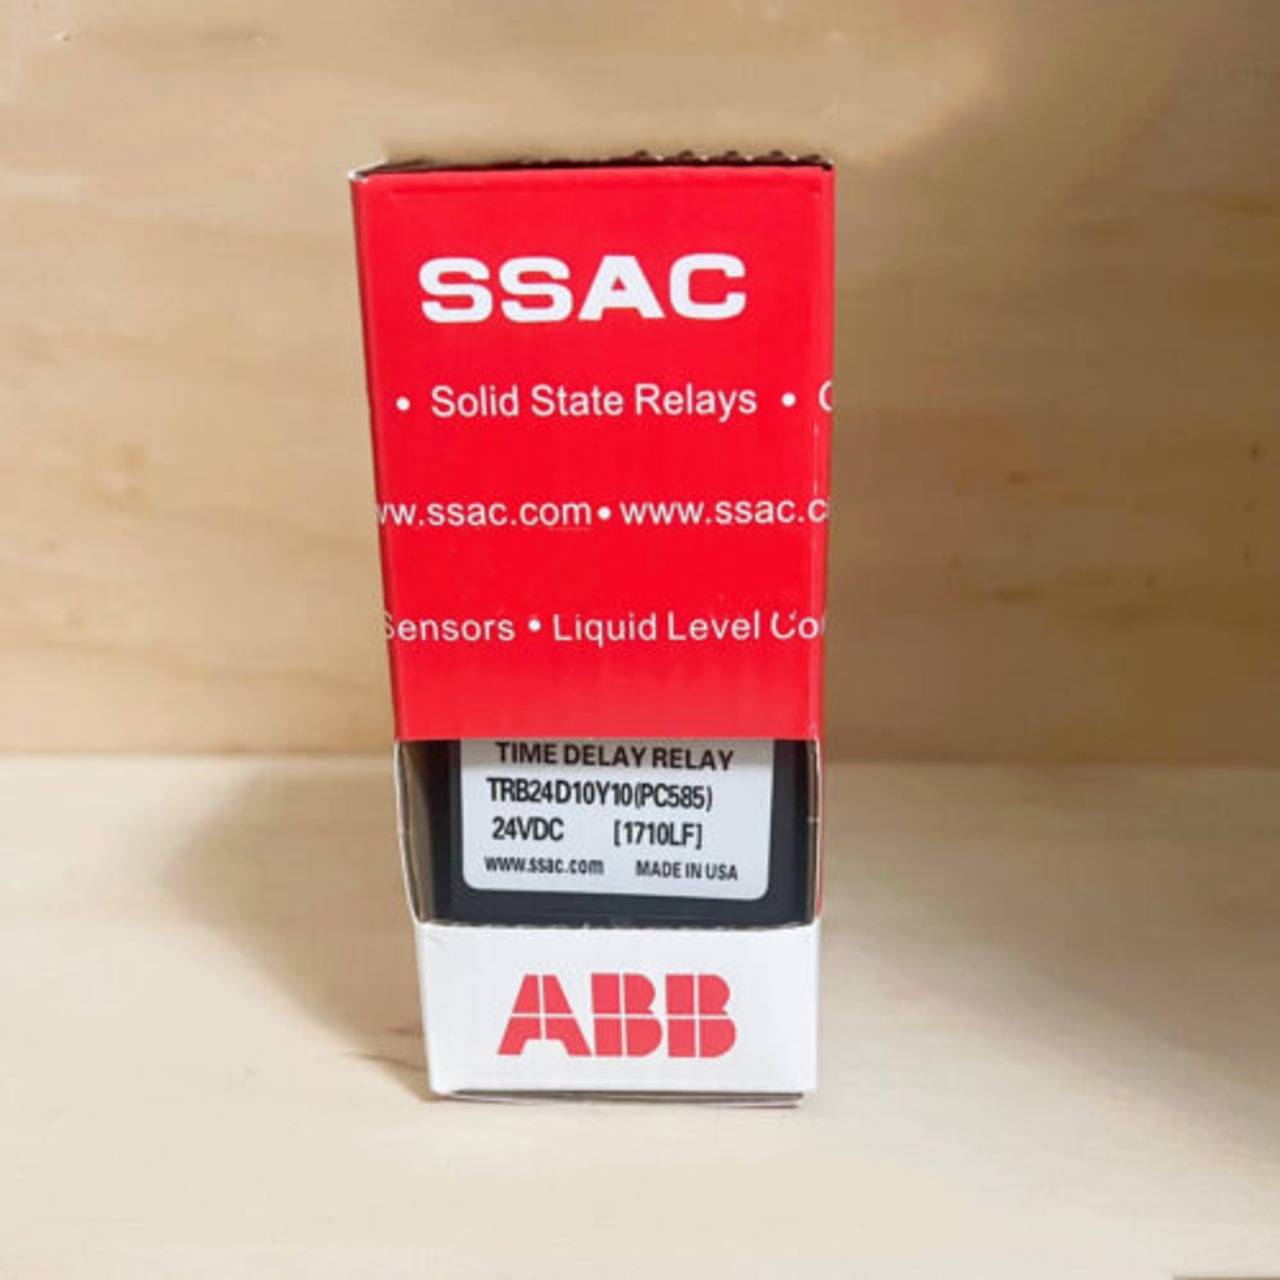 SSAC
• Solid State Relays •
ww.ssac.com • www.ssac.c
Sensors • Liquid Level Co
TIME DELAY RELAY
TRB24D10Y10(PC585)
24VDC [1710LF]
www.ssac.com MADE IN USA
ABB